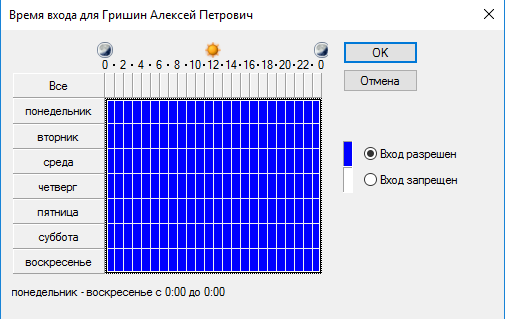 Время входа для Гришин Алексей Петрович
0 · 2 · 4 · 6 · 8 · 10 · 12 · 14 · 16 · 18 · 20 · 22 · 0
OK
Отмена
Все
понедельник
вторник
среда
четверг
пятница
суббота
воскресенье
Вход разрешен
Вход запрещен
понедельник - воскресенье с 0:00 до 0:00